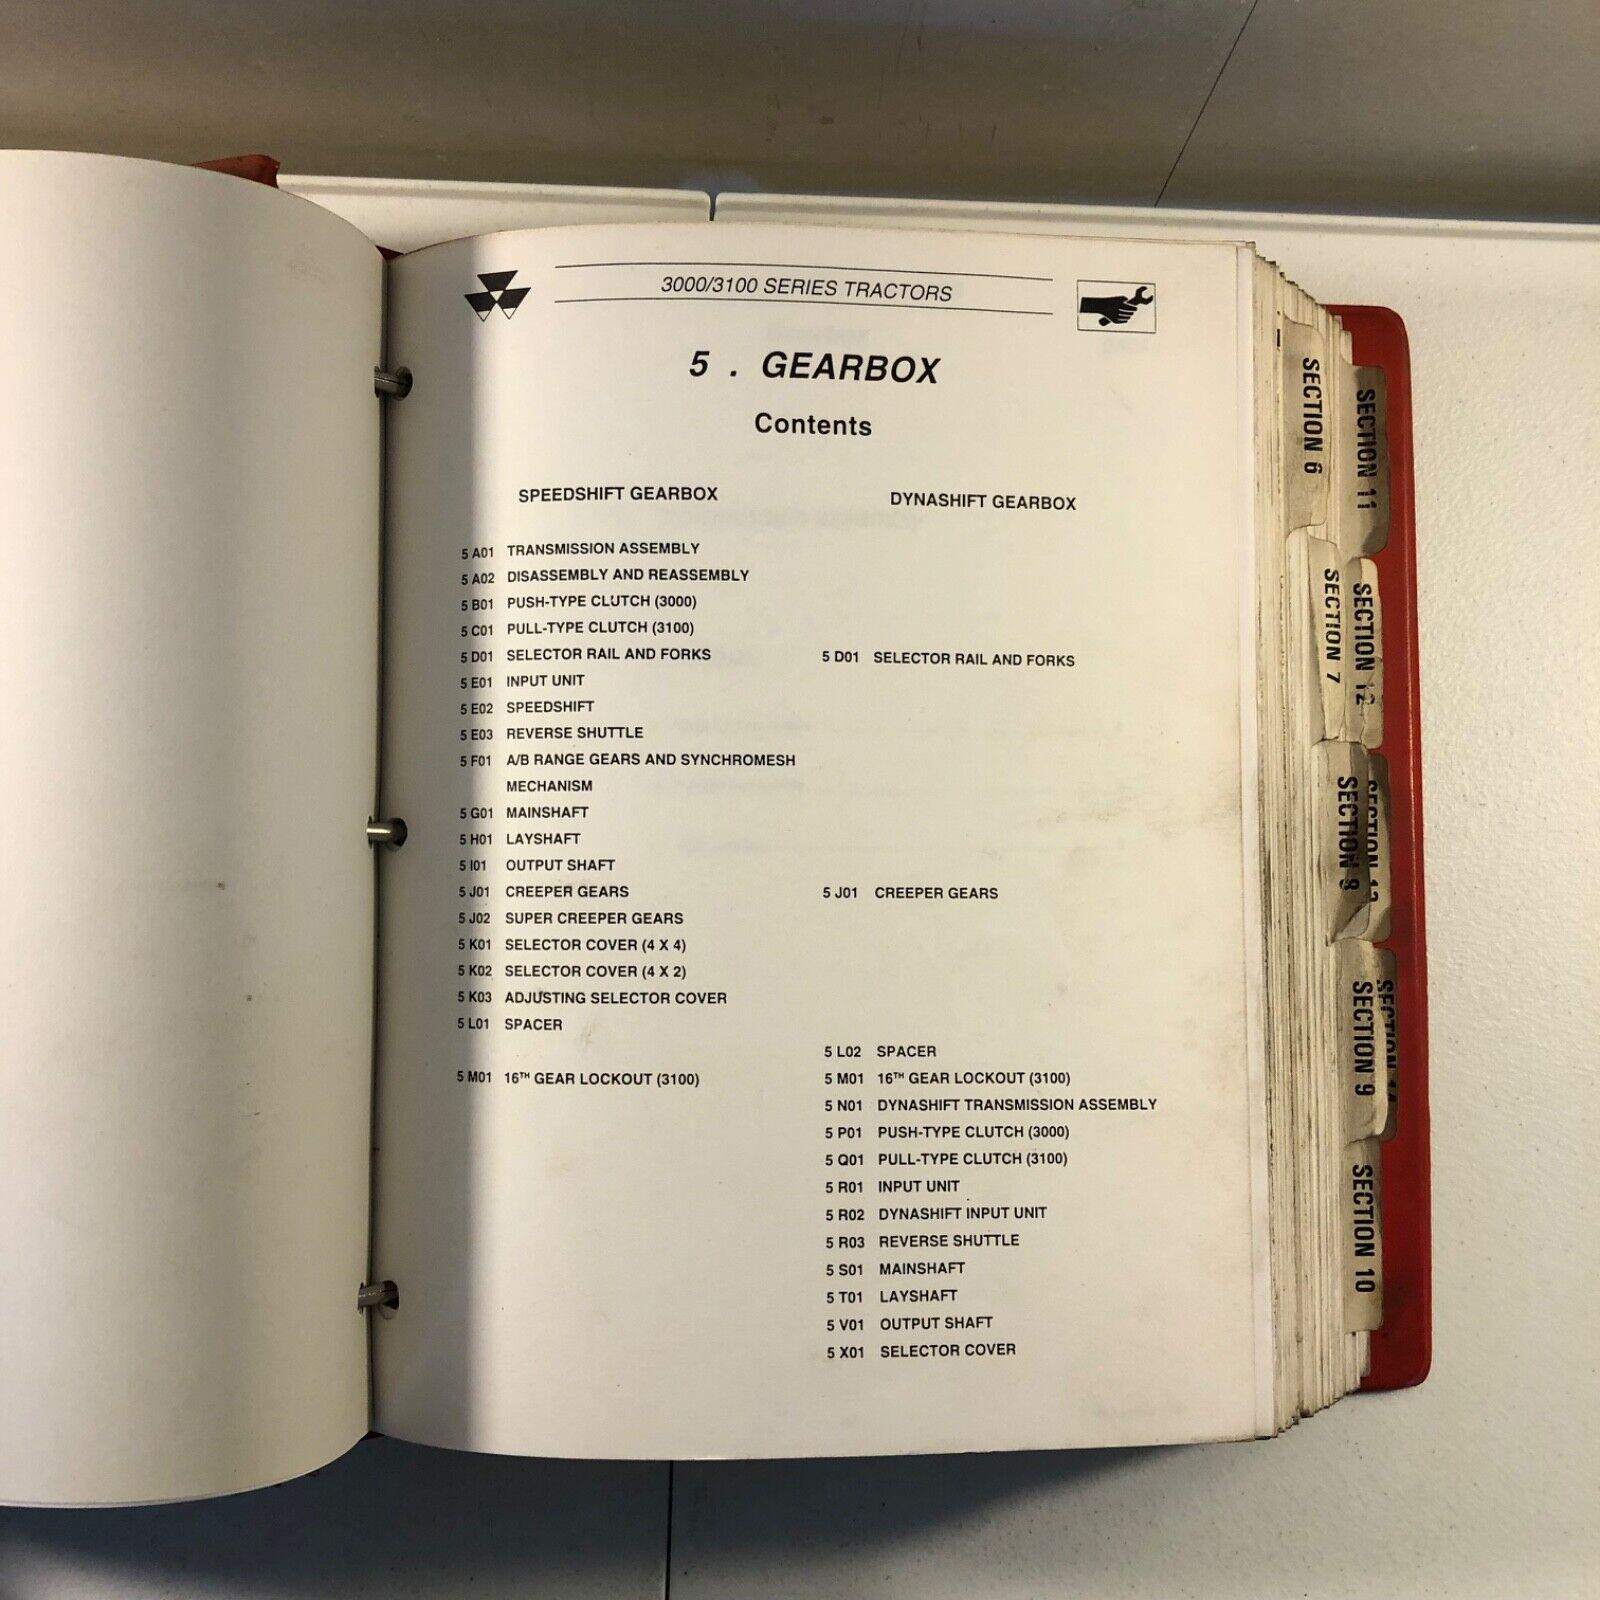 3000/3100 SERIES TRACTORS
5 . GEARBOX
Contents
SPEEDSHIFT GEARBOX
5 A01 TRANSMISSION ASSEMBLY
5 A02 DISASSEMBLY AND REASSEMBLY
5 B01 PUSH-TYPE CLUTCH (3000)
5 C01 PULL-TYPE CLUTCH (3100)
5 D01 SELECTOR RAIL AND FORKS
5 E01 INPUT UNIT
5 E02 SPEEDSHIFT
5 E03 REVERSE SHUTTLE
5 F01 A/B RANGE GEARS AND SYNCHROMESH
MECHANISM
5 G01 MAINSHAFT
5 H01 LAYSHAFT
5 I01 OUTPUT SHAFT
5 J01 CREEPER GEARS
5 J02 SUPER CREEPER GEARS
5 K01 SELECTOR COVER (4 X 4)
5 K02 SELECTOR COVER (4 X 2)
5 K03 ADJUSTING SELECTOR COVER
5 L01 SPACER
5 M01 16TH GEAR LOCKOUT (3100)
DYNASHIFT GEARBOX
5 D01 SELECTOR RAIL AND FORKS
5 J01 CREEPER GEARS
5 L02 SPACER
5 M01 16TH GEAR LOCKOUT (3100)
5 N01 DYNASHIFT TRANSMISSION ASSEMBLY
5 P01 PUSH-TYPE CLUTCH (3000)
5 Q01 PULL-TYPE CLUTCH (3100)
5 R01 INPUT UNIT
5 R02 DYNASHIFT INPUT UNIT
5 R03 REVERSE SHUTTLE
5 S01 MAINSHAFT
5 T01 LAYSHAFT
5 V01 OUTPUT SHAFT
5 X01 SELECTOR COVER
SECTION 6
SECTION 7
SECTION 8
SECTION 9
SECTION 10
SECTION 11
SECTION 12
SECTION 13
SECTION 14